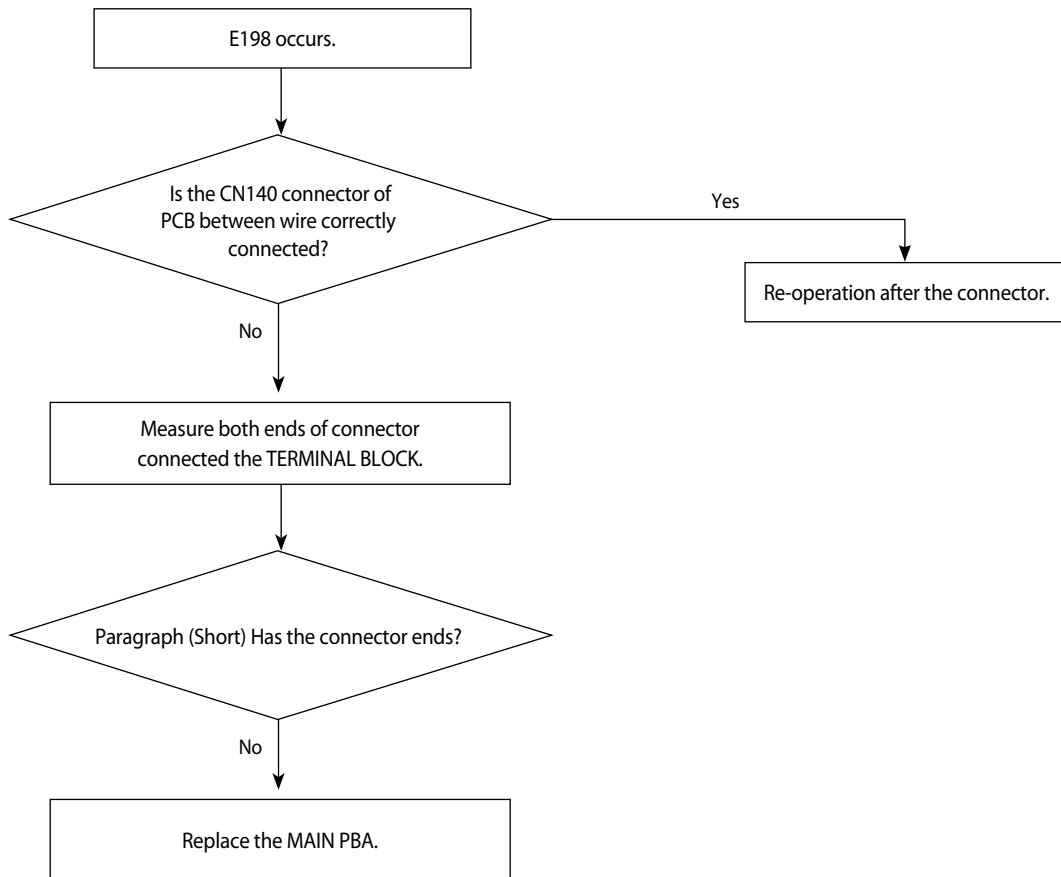 E198 occurs.
Is the CN140 connector of
PCB between wire correctly
connected?
Yes
Re-operation after the connector.
No
Measure both ends of connector
connected the TERMINAL BLOCK.
Paragraph (Short) Has the connector ends?
No
Replace the MAIN PBA.